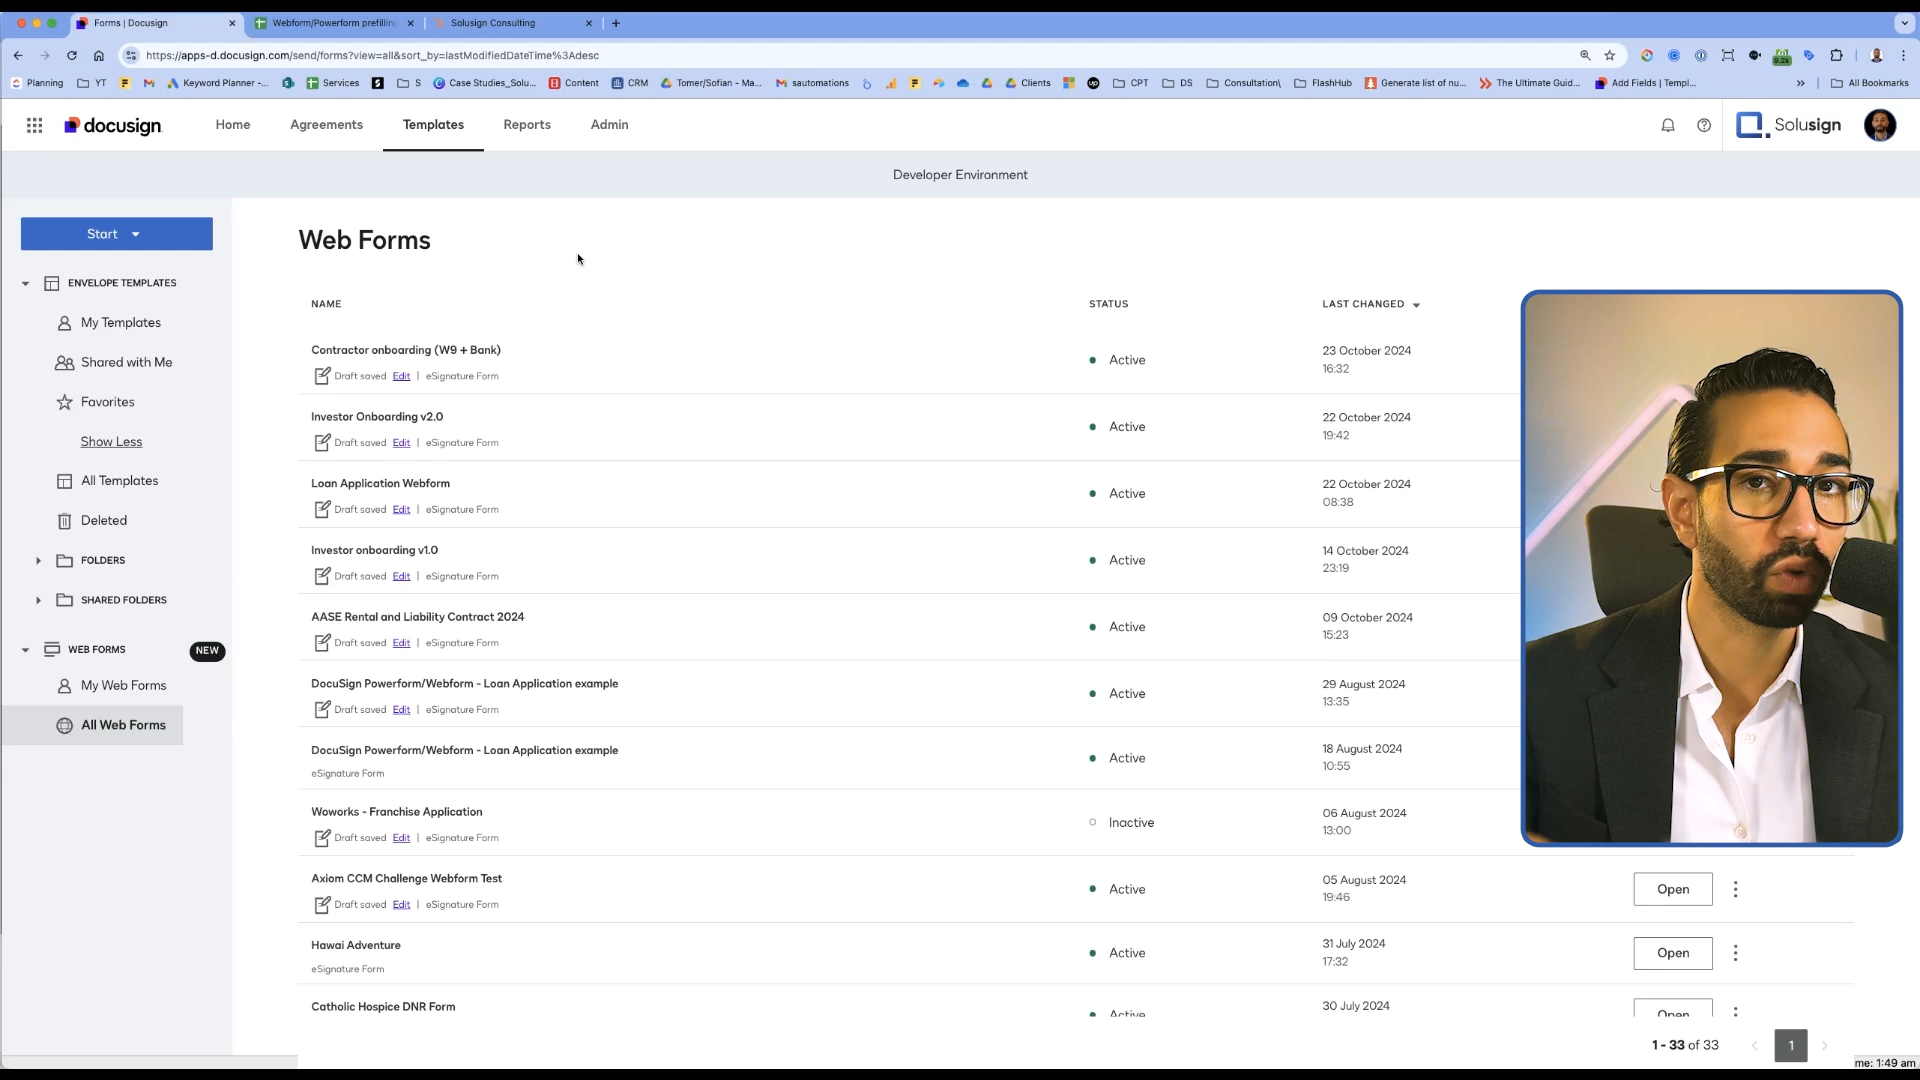 Forms | Docusign
Webform/Powerform prefilling
Solusign Consulting
https://apps-d.docusign.com/send/forms?view=all&sort_by=lastModifiedDateTime%3Adesc
9.2k
Planning
YT
Keyword Planner -...
Services
S
Case Studies_Solu...
Content
CRM
Tomer/Sofian - Ma...
sautomations
Clients
CPT
DS
Consultation\
FlashHub
Generate list of nu...
The Ultimate Guid...
Add Fields | Templ...
All Bookmarks
docusign
Home
Agreements
Templates
Reports
Admin
Solusign
Developer Environment
Start
ENVELOPE TEMPLATES
My Templates
Shared with Me
Favorites
Show Less
All Templates
Deleted
FOLDERS
SHARED FOLDERS
WEB FORMS
NEW
My Web Forms
All Web Forms
Web Forms
NAME STATUS LAST CHANGED
Contractor onboarding (W9 + Bank)
Draft saved Edit | eSignature Form
Active
23 October 2024
16:32
Investor Onboarding v2.0
Draft saved Edit | eSignature Form
Active
22 October 2024
19:42
Loan Application Webform
Draft saved Edit | eSignature Form
Active
22 October 2024
08:38
Investor onboarding v1.0
Draft saved Edit | eSignature Form
Active
14 October 2024
23:19
AASE Rental and Liability Contract 2024
Draft saved Edit | eSignature Form
Active
09 October 2024
15:23
DocuSign Powerform/Webform - Loan Application example
Draft saved Edit | eSignature Form
Active
29 August 2024
13:35
DocuSign Powerform/Webform - Loan Application example
eSignature Form
Active
18 August 2024
10:55
Woworks - Franchise Application
Draft saved Edit | eSignature Form
Inactive
06 August 2024
13:00
Axiom CCM Challenge Webform Test
Draft saved Edit | eSignature Form
Active
05 August 2024
19:46
Open
Hawai Adventure
eSignature Form
Active
31 July 2024
17:32
Open
Catholic Hospice DNR Form
Active
30 July 2024
Open
1 - 33 of 33
1
me: 1:49 am